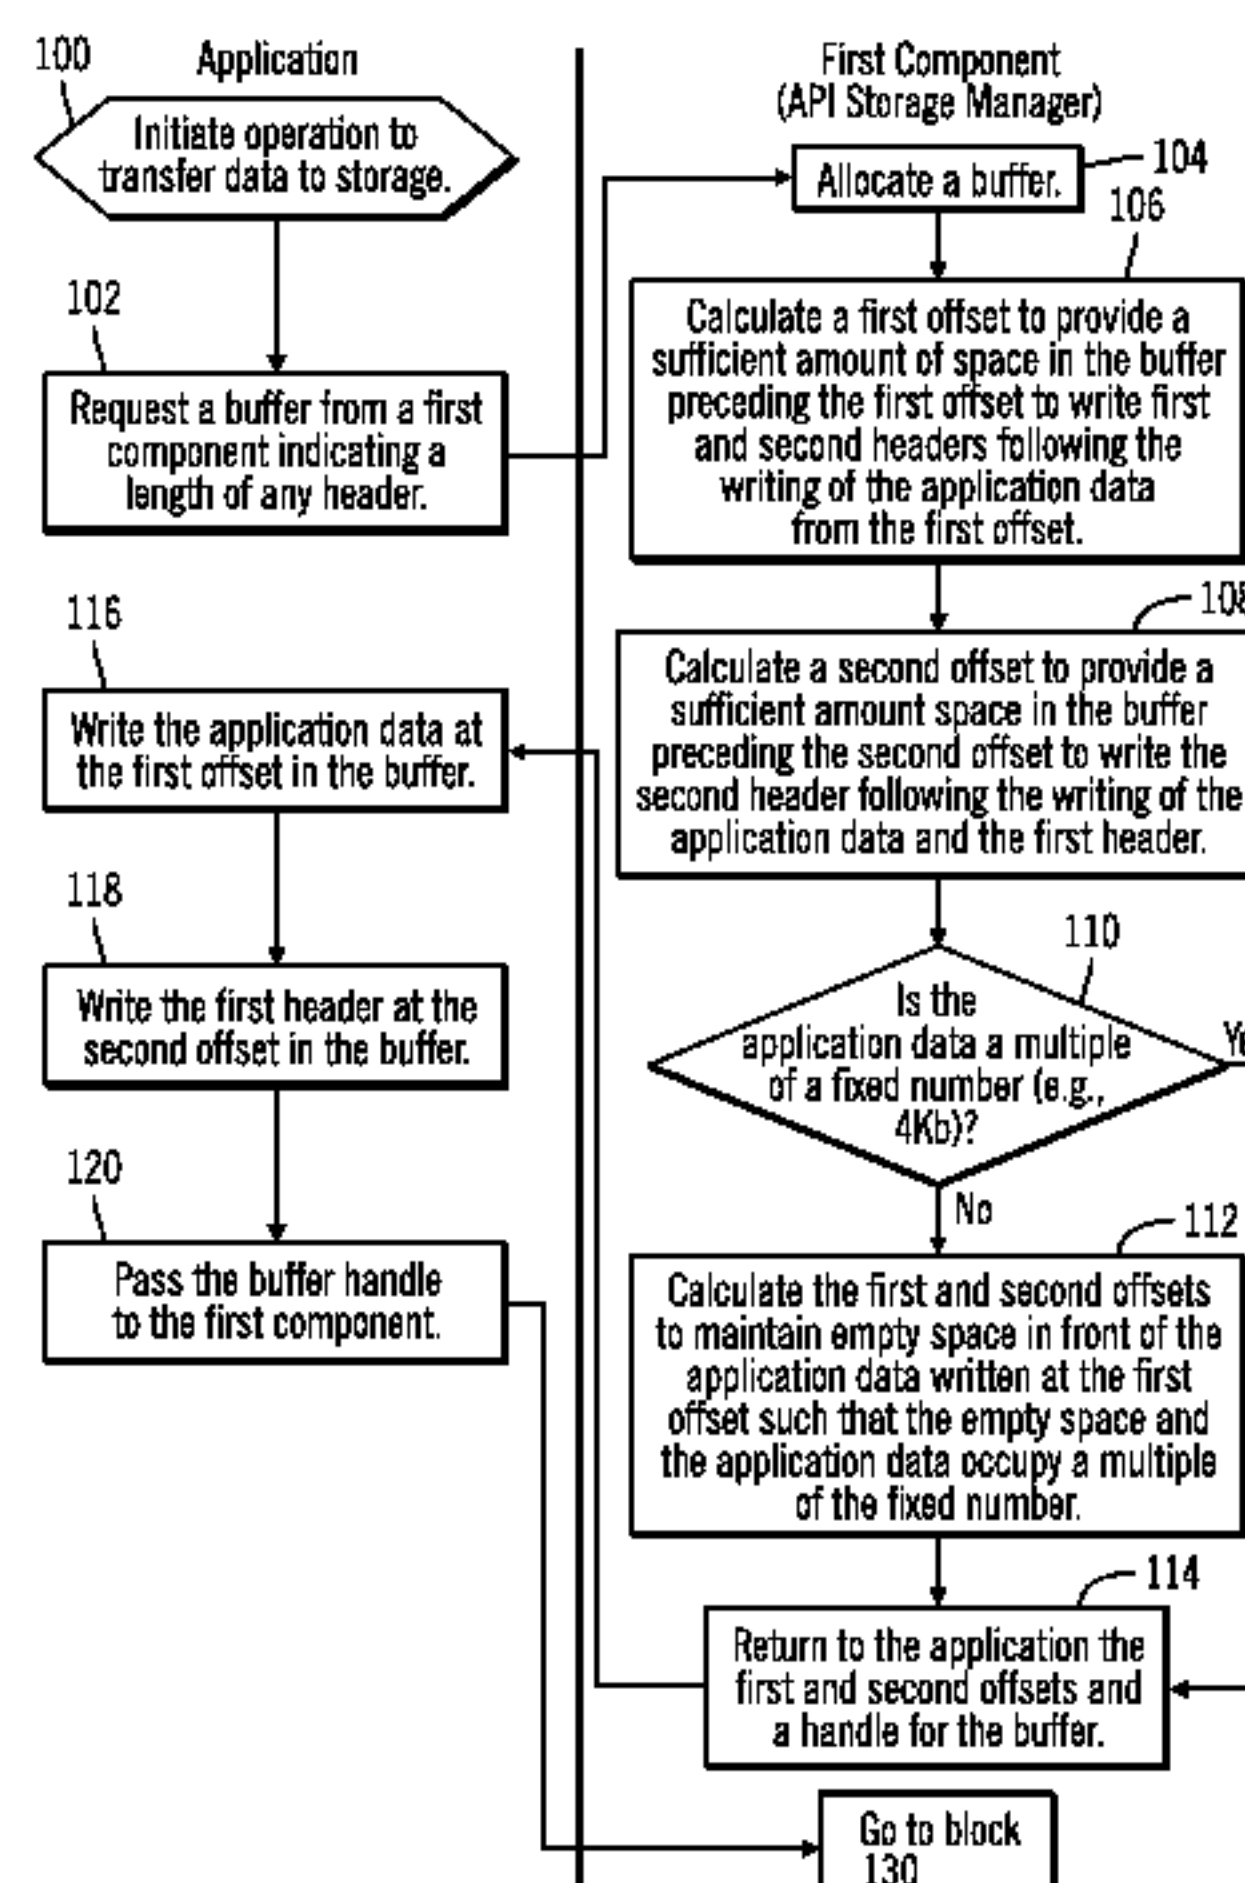 100
Application
Initiate operation to
transfer data to storage.
102
Request a buffer from a first
component indicating a
length of any header.
116
Write the application data at
the first offset in the buffer.
118
Write the first header at the
second offset in the buffer.
120
Pass the buffer handle
to the first component.
First Component
(API Storage Manager)
104
Allocate a buffer.
106
Calculate a first offset to provide a
sufficient amount of space in the buffer
preceding the first offset to write first
and second headers following the
writing of the application data
from the first offset.
108
Calculate a second offset to provide a
sufficient amount space in the buffer
preceding the second offset to write the
second header following the writing of the
application data and the first header.
110
Is the
application data a multiple
of a fixed number (e.g.,
4Kb)?
No
112
Calculate the first and second offsets
to maintain empty space in front of the
application data written at the first
offset such that the empty space and
the application data occupy a multiple
of the fixed number.
114
Return to the application the
first and second offsets and
a handle for the buffer.
Go to block
130